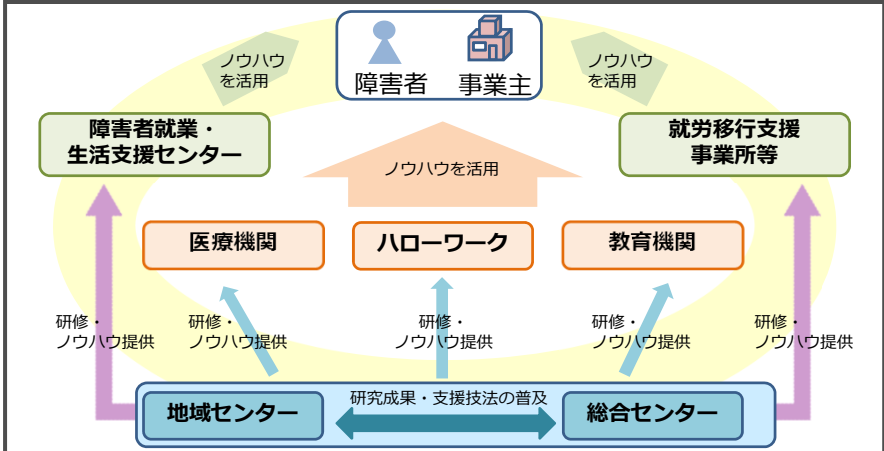 ノウハウ
を活用
障害者
事業主
ノウハウ
を活用
障害者就業・
生活支援センター
就労移行支援
事業所等
ノウハウを活用
医療機関
ハローワーク
教育機関
研修・
ノウハウ提供
研修・
ノウハウ提供
研修・
ノウハウ提供
研修・
ノウハウ提供
研修・
ノウハウ提供
地域センター
研究成果・支援技法の普及
総合センター